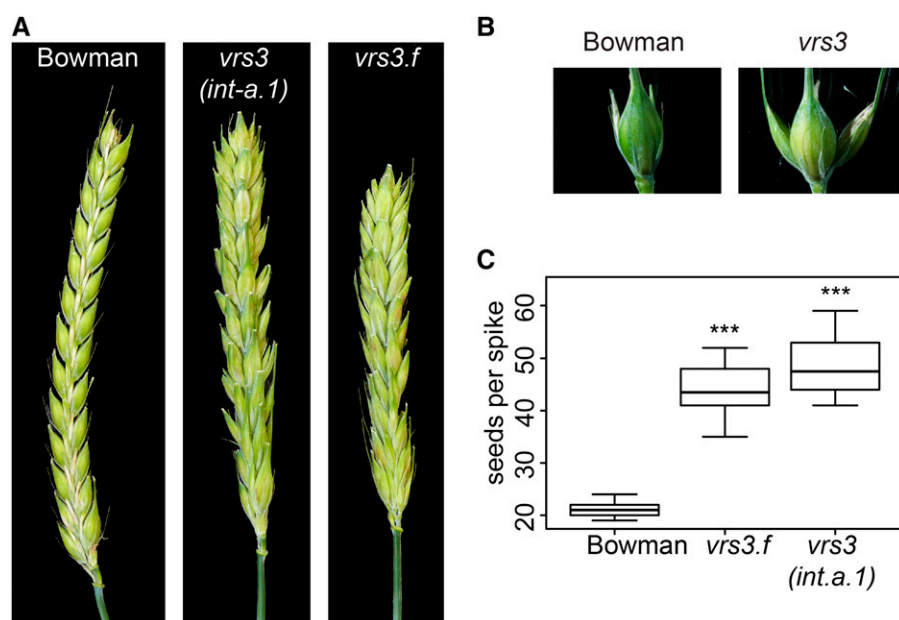 A
Bowman
vrs3
(int-a.1)
vrs3.f
B
Bowman
vrs3
C
seeds per spike
60
50
40
30
20
***
***
Bowman
vrs3.f
vrs3
(int.a.1)